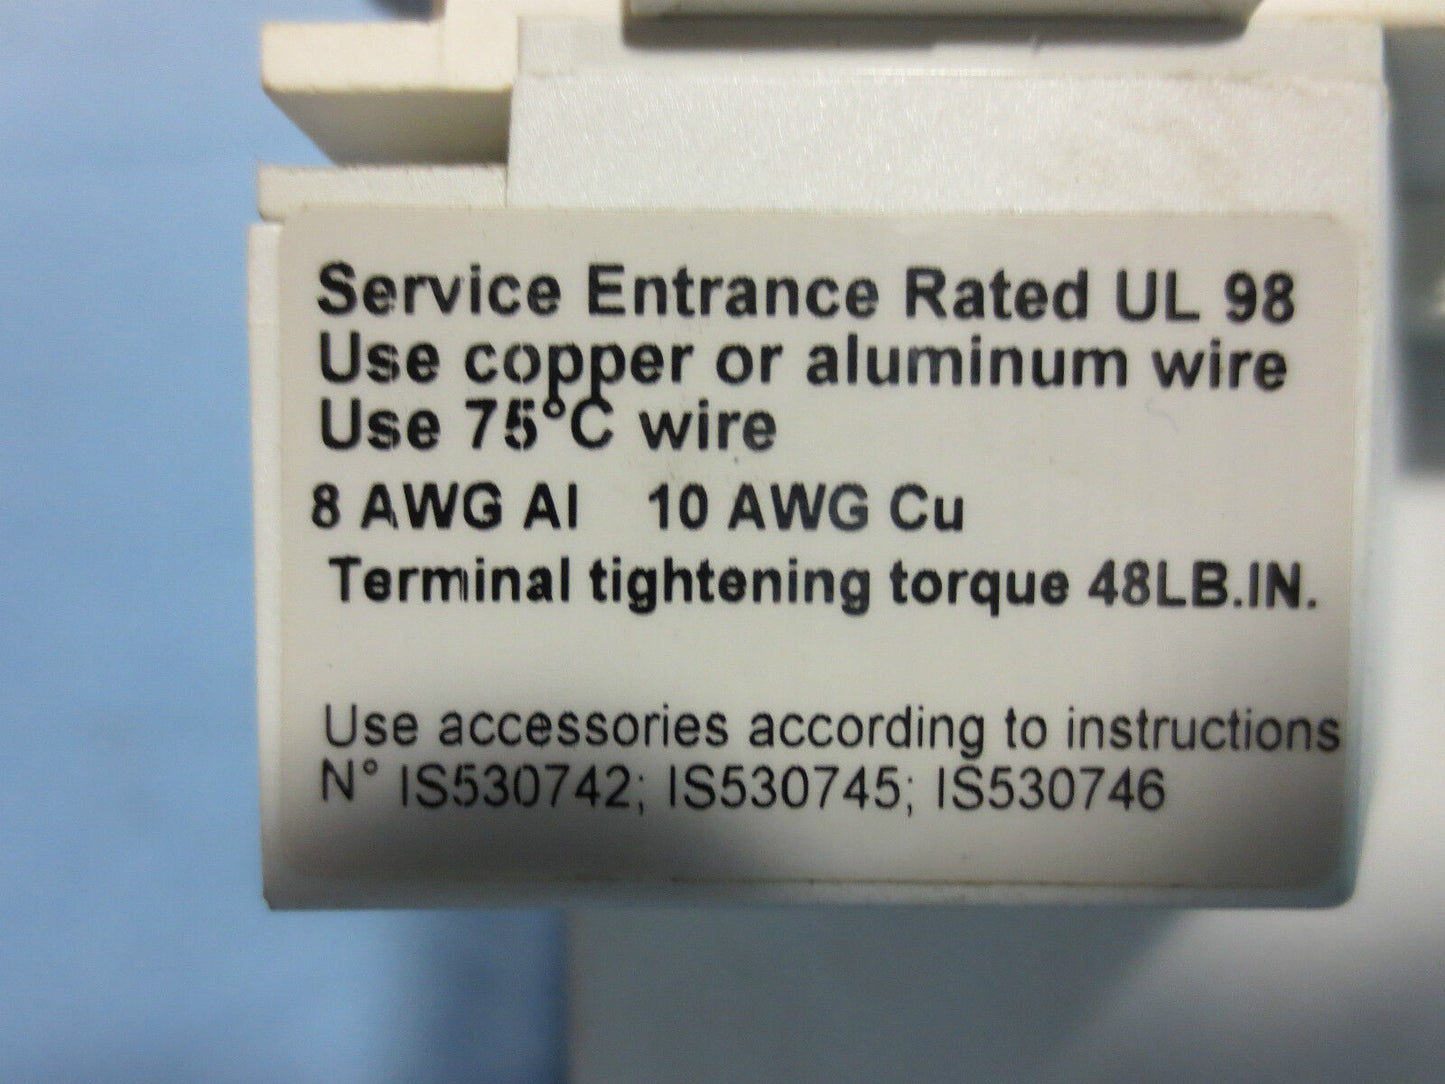 Service Entrance Rated UL 98
Use copper or aluminum wire
Use 75°C wire
8 AWG Al 10 AWG Cu
Terminal tightening torque 48LB.IN.
Use accessories according to instructions
N° IS530742; IS530745; IS530746